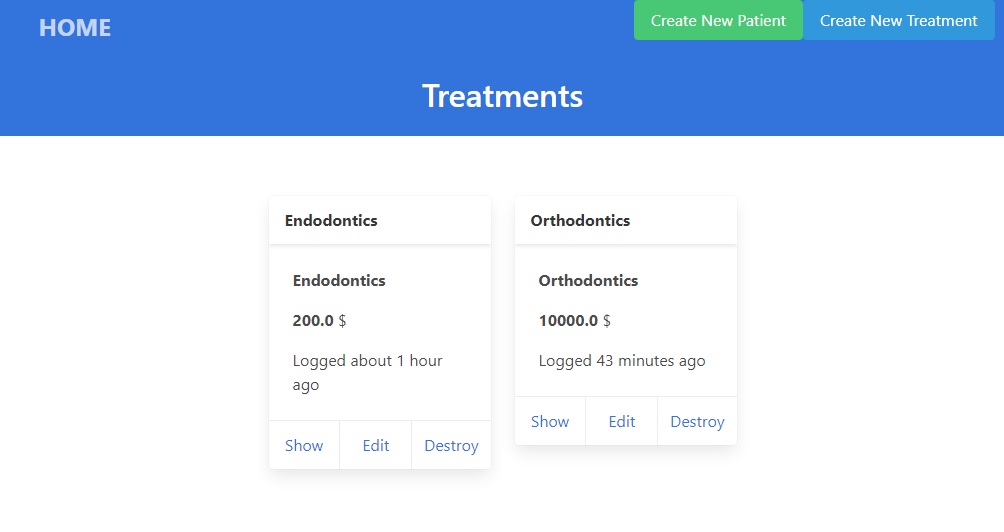 HOME
Create New Patient
Create New Treatment
Treatments
Endodontics
Endodontics
200.0 $
Logged about 1 hour
ago
Show
Edit
Destroy
Orthodontics
Orthodontics
10000.0 $
Logged 43 minutes ago
Show
Edit
Destroy